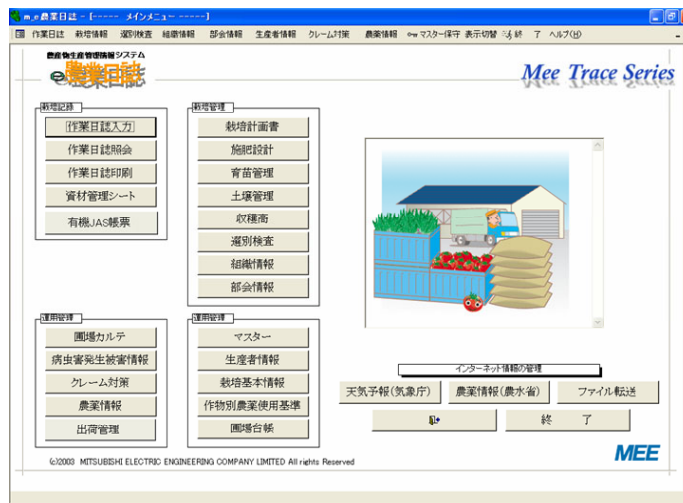 m_e農業日誌 - [----- メインメニュー -----]
作業日誌 栽培情報 選別検査 組織情報 部会情報 生産者情報 クレーム対策 農薬情報 マスター保守 表示切替 終 了 ヘルプ(H)
農産物生産管理情報システム
e農業日誌
Mee Trace Series
栽培記録
作業日誌入力
作業日誌照会
作業日誌印刷
資材管理シート
有機JAS帳票
栽培管理
栽培計画書
施肥設計
育苗管理
土壌管理
収穫高
選別検査
組織情報
部会情報
運用管理
圃場カルテ
病虫害発生被害情報
クレーム対策
農薬情報
出荷管理
運用管理
マスター
生産者情報
栽培基本情報
作物別農薬使用基準
圃場台帳
インターネット情報の管理
天気予報(気象庁) 農薬情報(農水省) ファイル転送
終 了
MEE
(c)2003 MITSUBISHI ELECTRIC ENGINEERING COMPANY LIMITED All rights Reserved